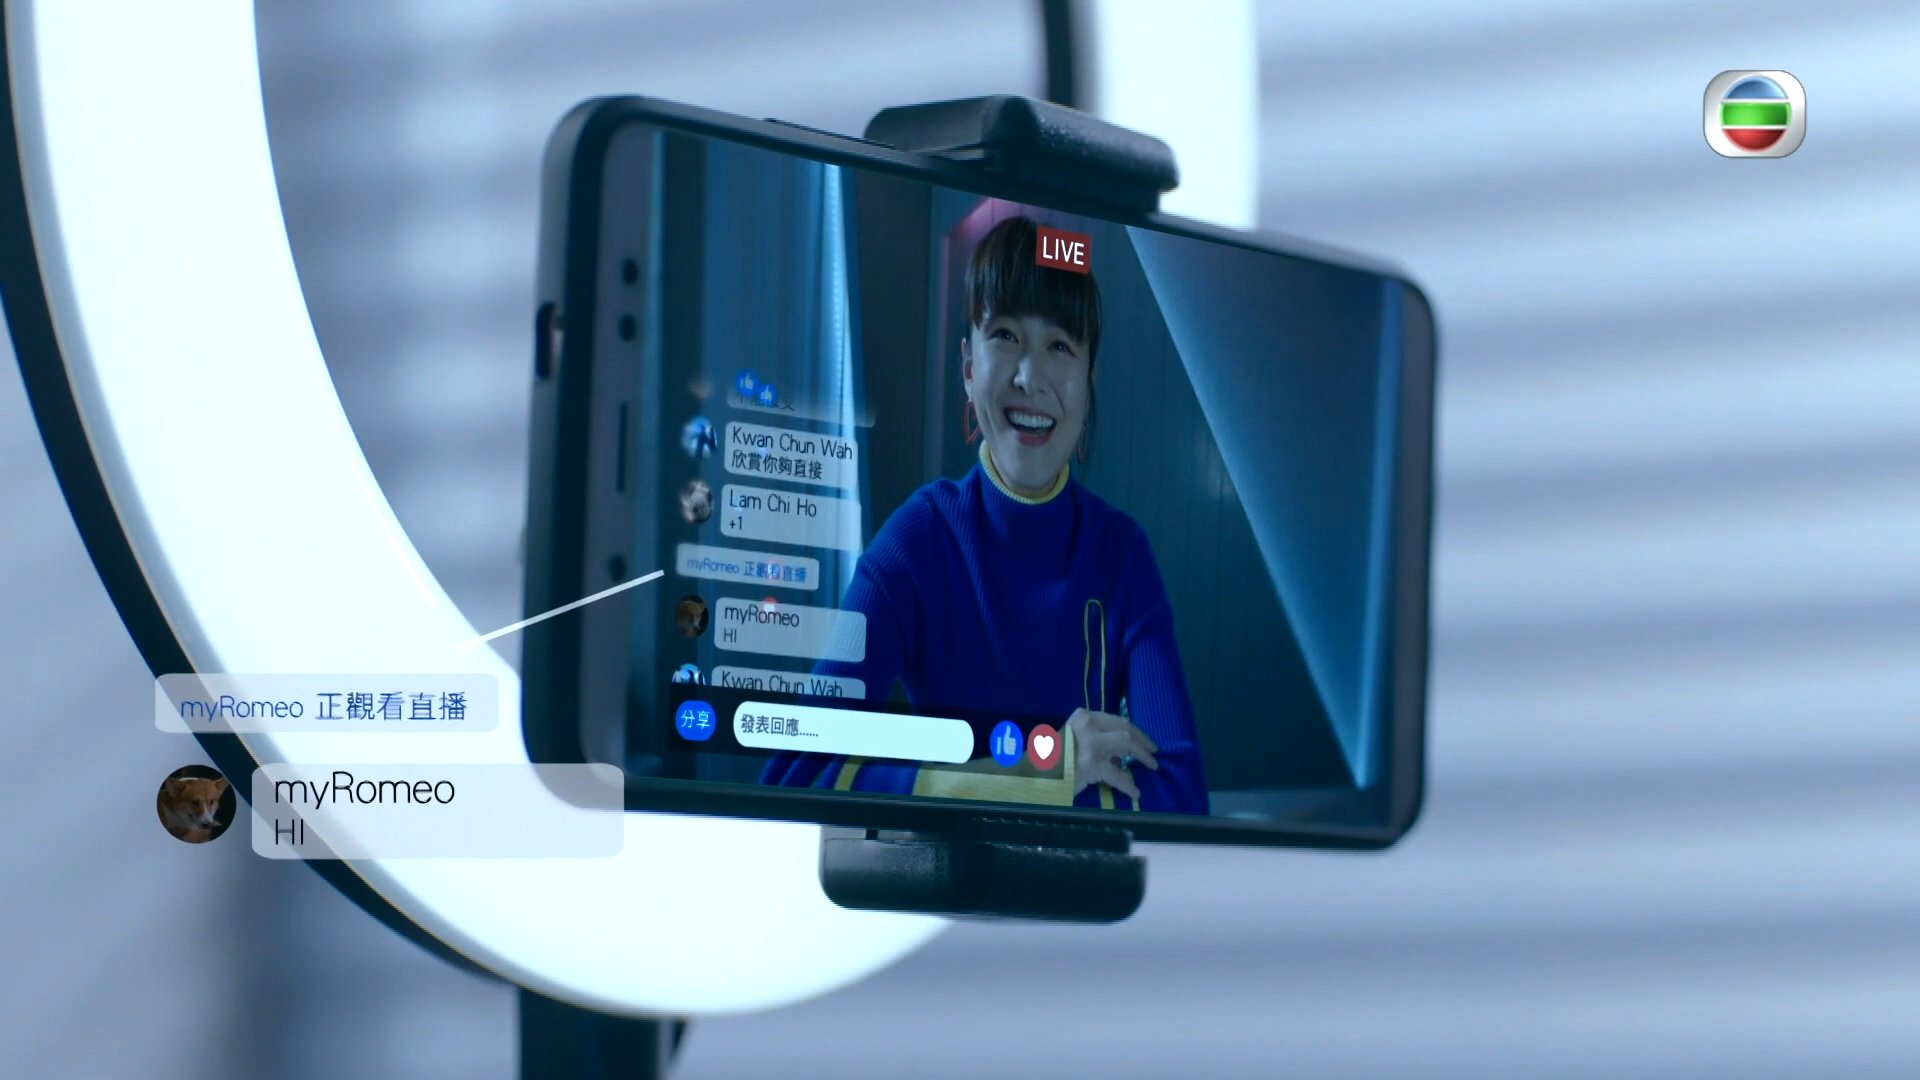 LIVE
Kwan Chun Wah
欣賞你夠直接
Lam Chi Ho
+1
myRomeo 正觀看直播
myRomeo
HI
Kwan Chun Wah
分享
發表回應......
myRomeo 正觀看直播
myRomeo
HI